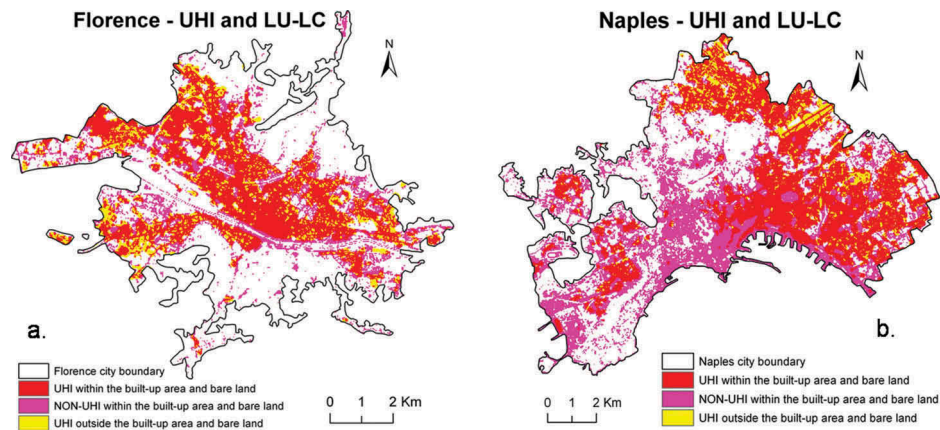 Florence - UHI and LU-LC
N
a.
Florence city boundary
UHI within the built-up area and bare land
NON-UHI within the built-up area and bare land
UHI outside the built-up area and bare land
0 1 2 Km
Naples - UHI and LU-LC
N
b.
Naples city boundary
UHI within the built-up area and bare land
NON-UHI within the built-up area and bare land
UHI outside the built-up area and bare land
0 1 2 Km